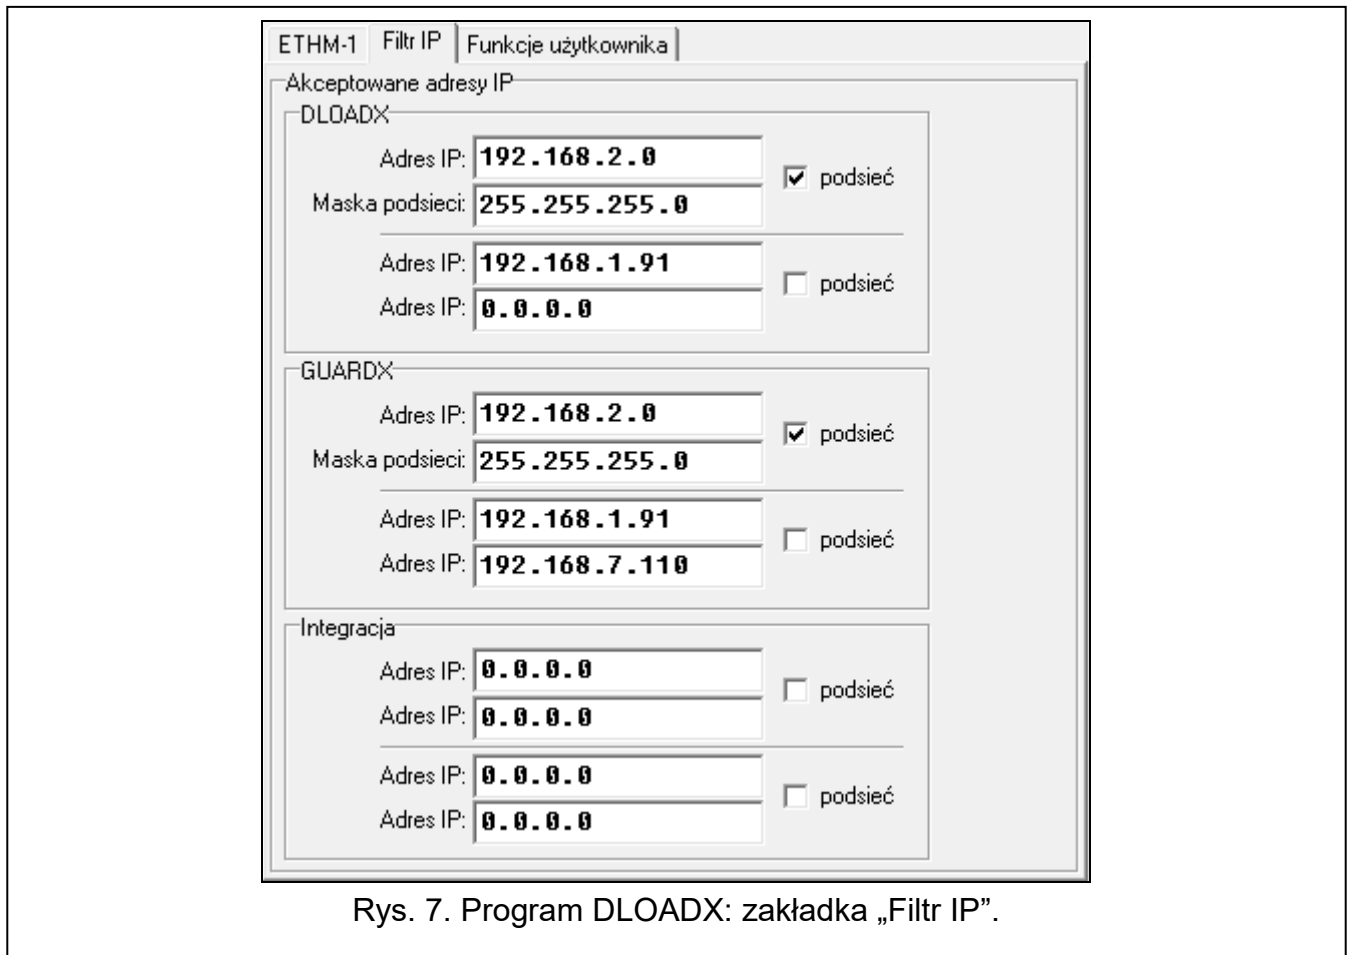 ETHM-1 Filtr IP Funkcje użytkownika
Akceptowane adresy IP
DLOADX
Adres IP: 192.168.2.0
podsieć
Maska podsieci: 255.255.255.0
Adres IP: 192.168.1.91
podsieć
Adres IP: 0.0.0.0
GUARDX
Adres IP: 192.168.2.0
podsieć
Maska podsieci: 255.255.255.0
Adres IP: 192.168.1.91
podsieć
Adres IP: 192.168.7.110
Integracja
Adres IP: 0.0.0.0
podsieć
Adres IP: 0.0.0.0
Adres IP: 0.0.0.0
podsieć
Adres IP: 0.0.0.0
Rys. 7. Program DLOADX: zakładka „Filtr IP”.